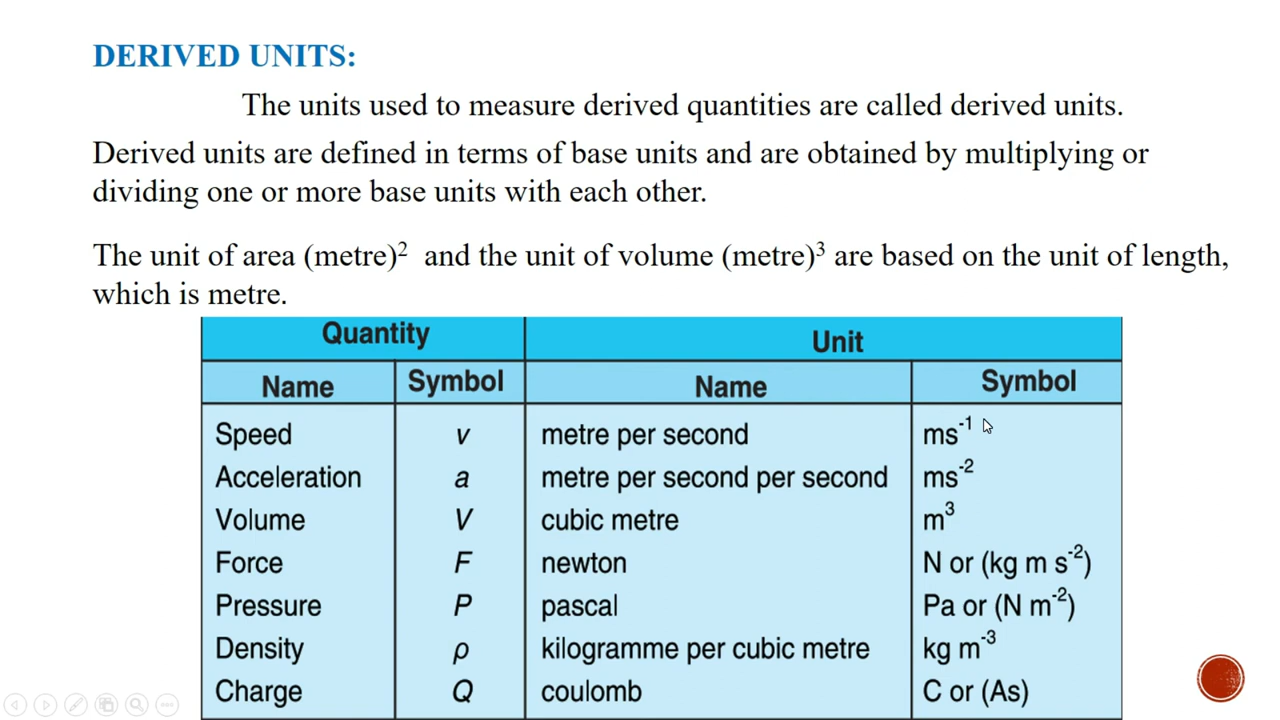 DERIVED UNITS:
The units used to measure derived quantities are called derived units.
Derived units are defined in terms of base units and are obtained by multiplying or
dividing one or more base units with each other.
The unit of area (metre)² and the unit of volume (metre)³ are based on the unit of length,
which is metre.
Quantity Unit
Name Symbol Name Symbol
Speed v metre per second ms⁻¹
Acceleration a metre per second per second ms⁻²
Volume V cubic metre m³
Force F newton N or (kg m s⁻²)
Pressure P pascal Pa or (N m⁻²)
Density ρ kilogramme per cubic metre kg m⁻³
Charge Q coulomb C or (As)